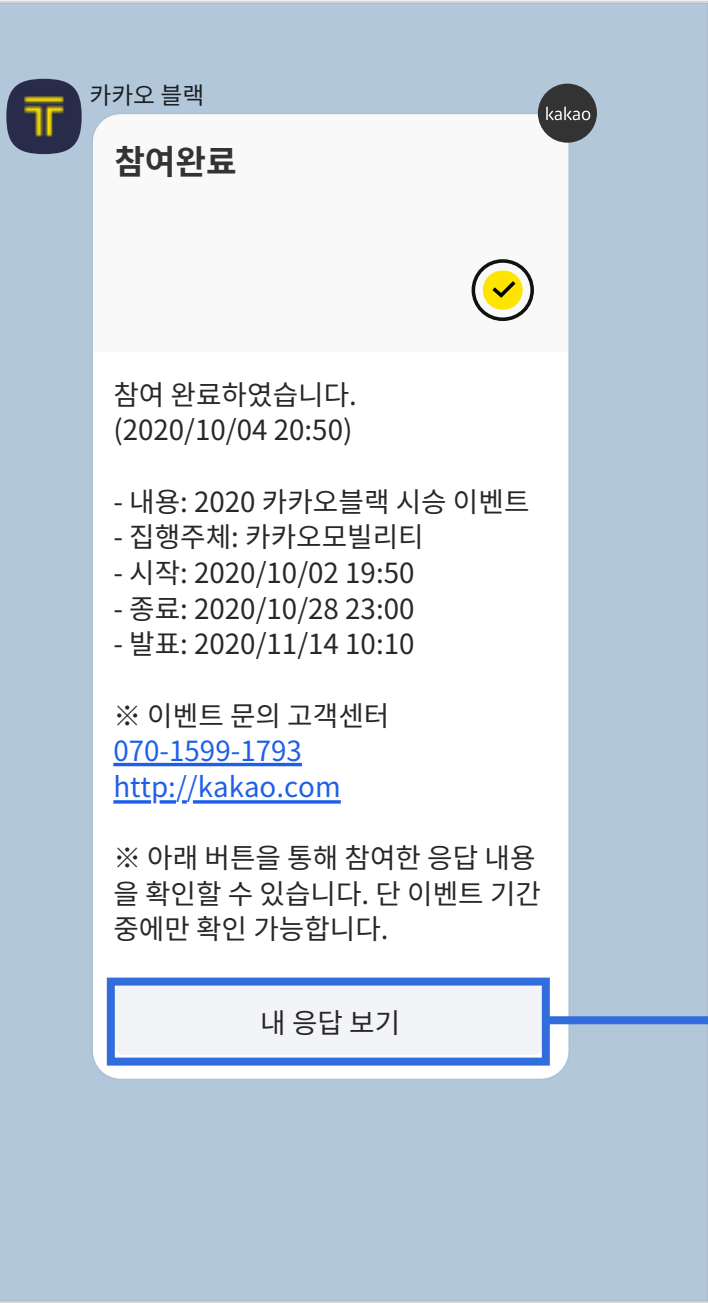 카카오 블랙
kakao
참여완료
참여 완료하였습니다.
(2020/10/04 20:50)
- 내용: 2020 카카오블랙 시승 이벤트
- 집행주체: 카카오모빌리티
- 시작: 2020/10/02 19:50
- 종료: 2020/10/28 23:00
- 발표: 2020/11/14 10:10
※ 이벤트 문의 고객센터
070-1599-1793
http://kakao.com
※ 아래 버튼을 통해 참여한 응답 내용
을 확인할 수 있습니다. 단 이벤트 기간
중에만 확인 가능합니다.
내 응답 보기